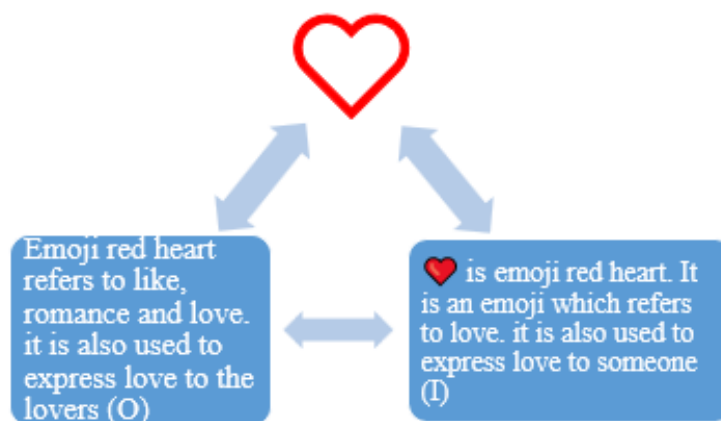 Emoji red heart
refers to like,
romance and love.
it is also used to
express love to the
lovers (O)
❤ is emoji red heart. It
is an emoji which refers
to love. it is also used to
express love to someone
(I)